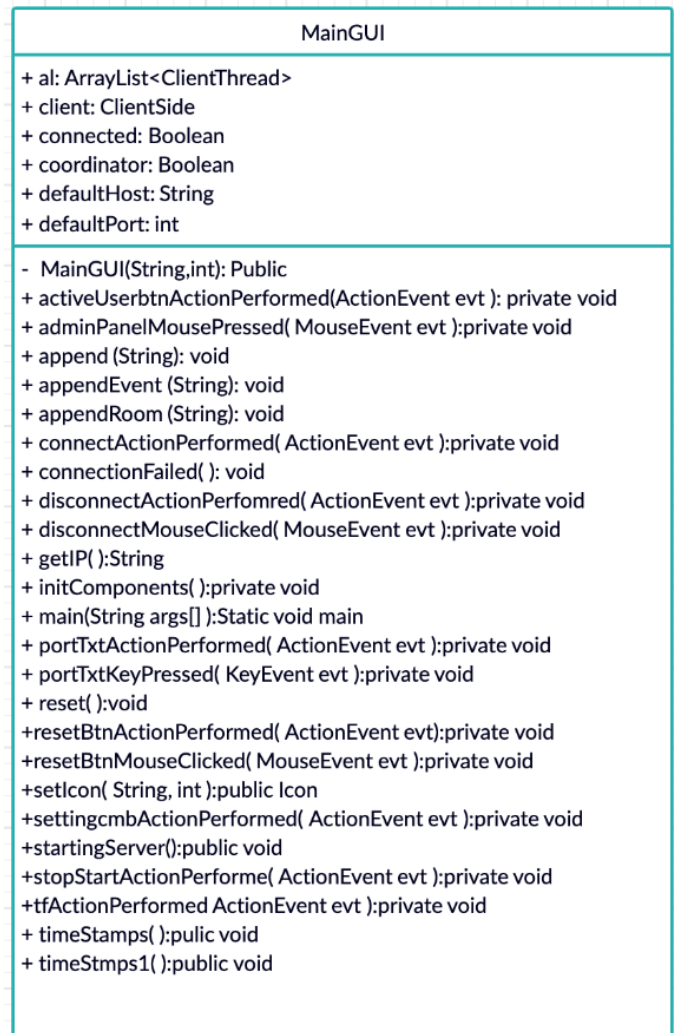 MainGUI
+ al: ArrayList<ClientThread>
+ client: ClientSide
+ connected: Boolean
+ coordinator: Boolean
+ defaultHost: String
+ defaultPort: int
- MainGUI(String,int): Public
+ activeUserbtnActionPerformed(ActionEvent evt ): private void
+ adminPanelMousePressed( MouseEvent evt ):private void
+ append (String): void
+ appendEvent (String): void
+ appendRoom (String): void
+ connectActionPerformed( ActionEvent evt ):private void
+ connectionFailed( ): void
+ disconnectActionPerfomred( ActionEvent evt ):private void
+ disconnectMouseClicked( MouseEvent evt ):private void
+ getIP( ):String
+ initComponents( ):private void
+ main(String args[] ):Static void main
+ portTxtActionPerformed( ActionEvent evt ):private void
+ portTxtKeyPressed( KeyEvent evt ):private void
+ reset( ):void
+resetBtnActionPerformed( ActionEvent evt):private void
+resetBtnMouseClicked( MouseEvent evt ):private void
+setIcon( String, int ):public Icon
+settingcmbActionPerformed( ActionEvent evt ):private void
+startingServer():public void
+stopStartActionPerforme( ActionEvent evt ):private void
+tfActionPerformed ActionEvent evt ):private void
+ timeStamps( ):pulic void
+ timeStmps1( ):public void